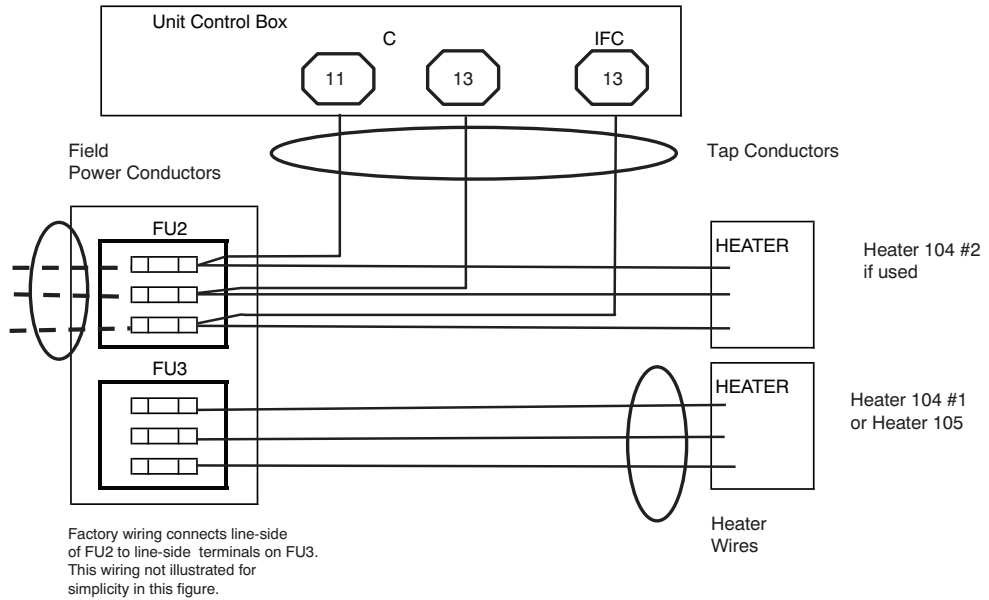 Unit Control Box
C
IFC
11
13
13
Field
Power Conductors
Tap Conductors
FU2
HEATER
Heater 104 #2
if used
FU3
HEATER
Heater 104 #1
or Heater 105
Factory wiring connects line-side
of FU2 to line-side terminals on FU3.
This wiring not illustrated for
simplicity in this figure.
Heater
Wires